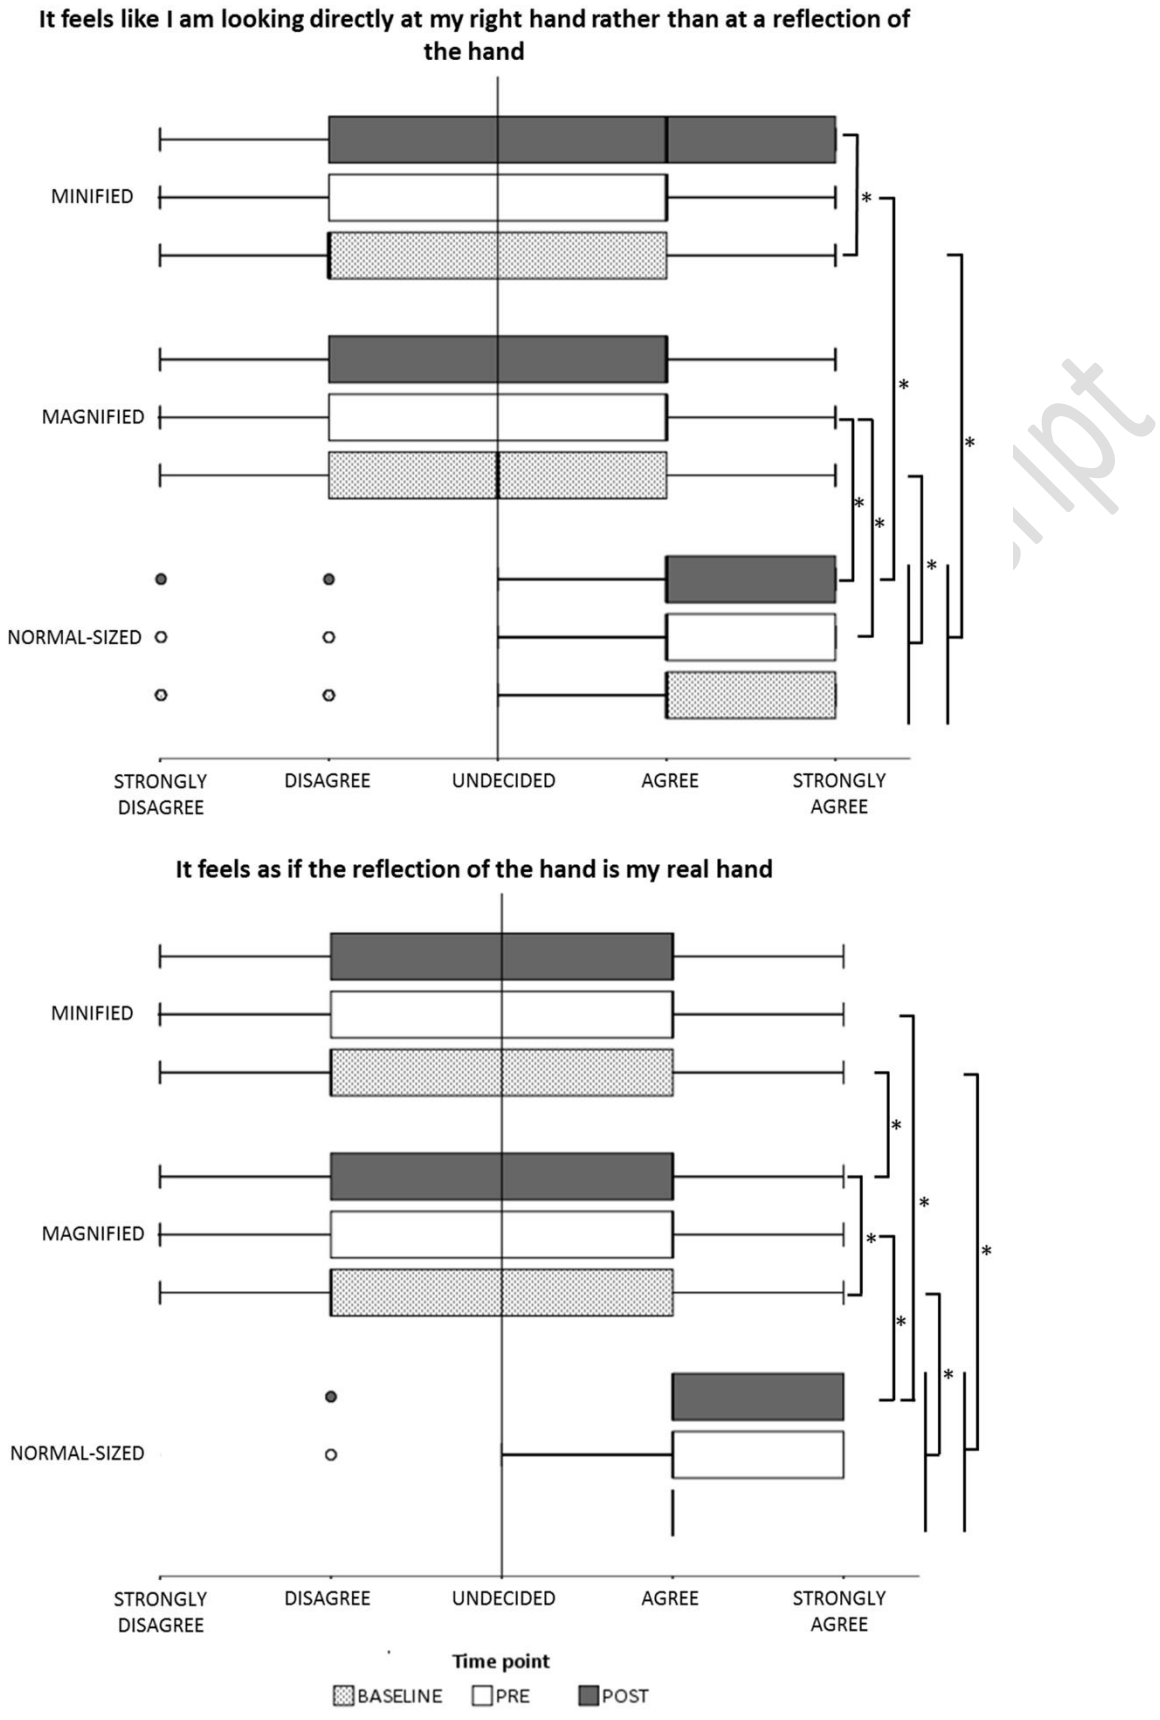 It feels like I am looking directly at my right hand rather than at a reflection of
the hand
MINIFIED
*
*
*
MAGNIFIED
*
*
*
NORMAL-SIZED
STRONGLY DISAGREE
DISAGREE
UNDECIDED
AGREE
STRONGLY AGREE
It feels as if the reflection of the hand is my real hand
MINIFIED
*
*
*
MAGNIFIED
*
*
*
NORMAL-SIZED
STRONGLY DISAGREE
DISAGREE
UNDECIDED
AGREE
STRONGLY AGREE
Time point
BASELINE
PRE
POST